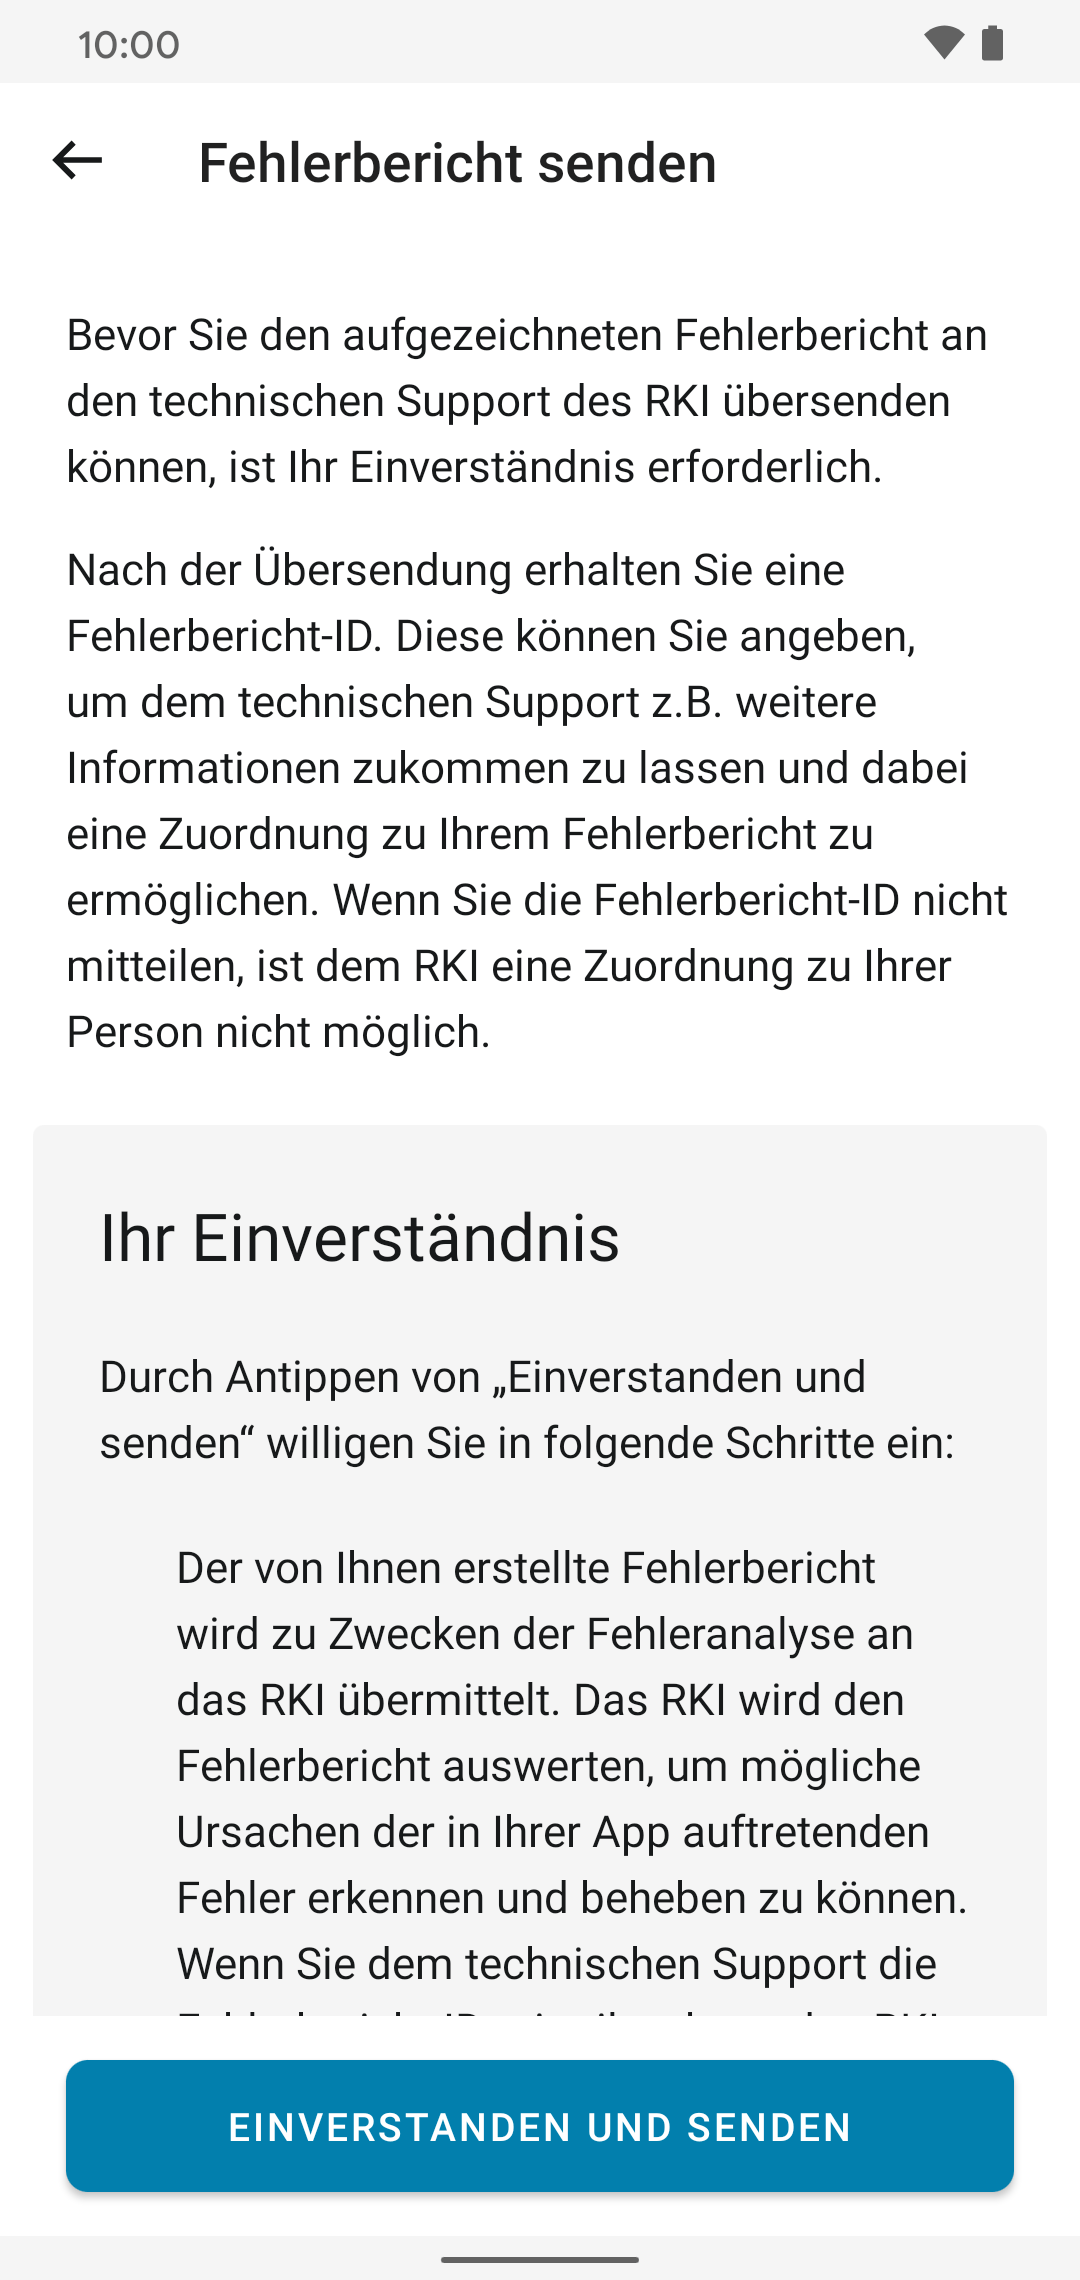 10:00
Fehlerbericht senden
Bevor Sie den aufgezeichneten Fehlerbericht an
den technischen Support des RKI übersenden
können, ist Ihr Einverständnis erforderlich.
Nach der Übersendung erhalten Sie eine
Fehlerbericht-ID. Diese können Sie angeben,
um dem technischen Support z.B. weitere
Informationen zukommen zu lassen und dabei
eine Zuordnung zu Ihrem Fehlerbericht zu
ermöglichen. Wenn Sie die Fehlerbericht-ID nicht
mitteilen, ist dem RKI eine Zuordnung zu Ihrer
Person nicht möglich.
Ihr Einverständnis
Durch Antippen von „Einverstanden und
senden“ willigen Sie in folgende Schritte ein:
Der von Ihnen erstellte Fehlerbericht
wird zu Zwecken der Fehleranalyse an
das RKI übermittelt. Das RKI wird den
Fehlerbericht auswerten, um mögliche
Ursachen der in Ihrer App auftretenden
Fehler erkennen und beheben zu können.
Wenn Sie dem technischen Support die
EINVERSTANDEN UND SENDEN